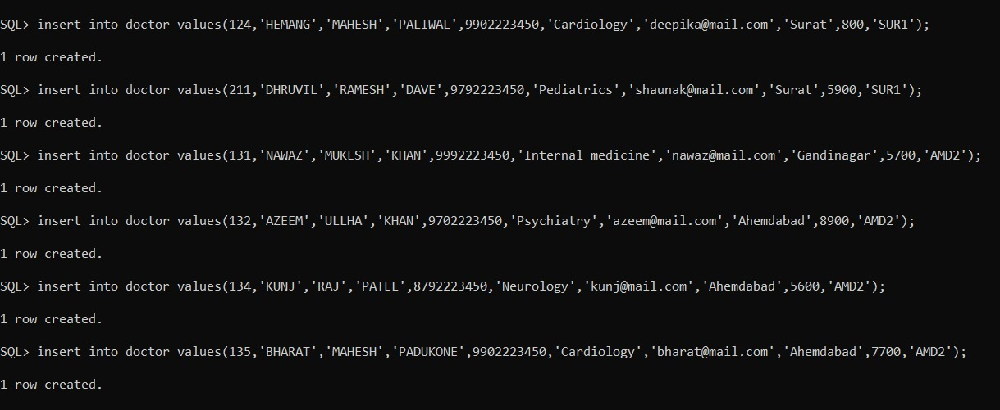 SQL> insert into doctor values(124,'HEMANG','MAHESH','PALIWAL',9902223450,'Cardiology','deepika@mail.com','Surat',800,'SUR1');
1 row created.
SQL> insert into doctor values(211,'DHRUVIL','RAMESH','DAVE',9792223450,'Pediatrics','shaunak@mail.com','Surat',5900,'SUR1');
1 row created.
SQL> insert into doctor values(131,'NAWAZ','MUKESH','KHAN',9992223450,'Internal medicine','nawaz@mail.com','Gandinagar',5700,'AMD2');
1 row created.
SQL> insert into doctor values(132,'AZEEM','ULLHA','KHAN',9702223450,'Psychiatry','azeem@mail.com','Ahemdabad',8900,'AMD2');
1 row created.
SQL> insert into doctor values(134,'KUNJ','RAJ','PATEL',8792223450,'Neurology','kunj@mail.com','Ahemdabad',5600,'AMD2');
1 row created.
SQL> insert into doctor values(135,'BHARAT','MAHESH','PADUKONE',9902223450,'Cardiology','bharat@mail.com','Ahemdabad',7700,'AMD2');
1 row created.